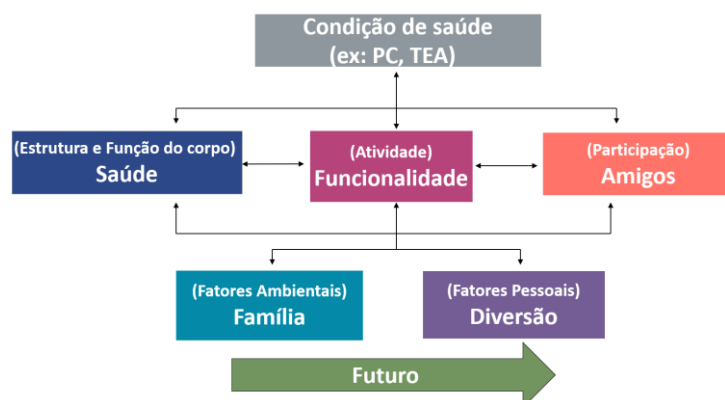 Condição de saúde
(ex: PC, TEA)
(Estrutura e Função do corpo)
Saúde
(Atividade)
Funcionalidade
(Participação)
Amigos
(Fatores Ambientais)
Família
(Fatores Pessoais)
Diversão
Futuro